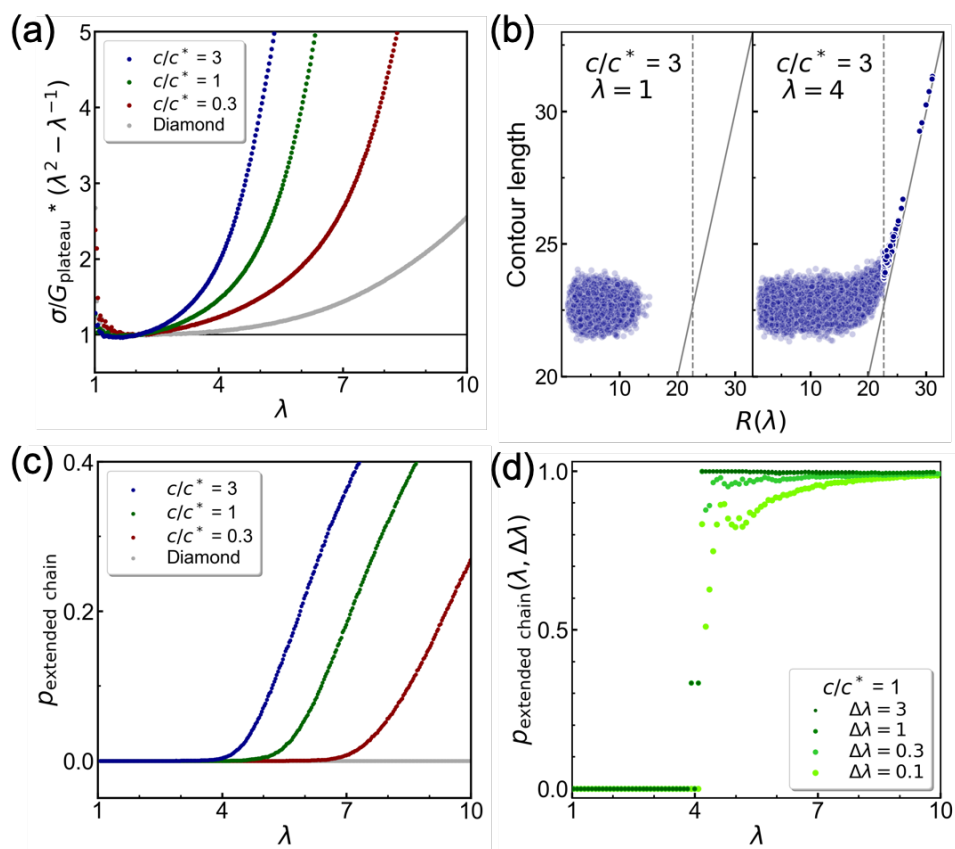 (a)
σ/G_plateau * (λ² − λ⁻¹)
5
4
3
2
1
c/c* = 3
c/c* = 1
c/c* = 0.3
Diamond
1 4 7 10
λ
(b)
Contour length
30
25
20
c/c* = 3
λ = 1
c/c* = 3
λ = 4
10 20 30 10 20 30
R(λ)
(c)
p_extended chain
0.4
0.2
0.0
c/c* = 3
c/c* = 1
c/c* = 0.3
Diamond
1 4 7 10
λ
(d)
p_extended chain(λ, Δλ)
1.0
0.5
0.0
c/c* = 1
Δλ = 3
Δλ = 1
Δλ = 0.3
Δλ = 0.1
1 4 7 10
λ